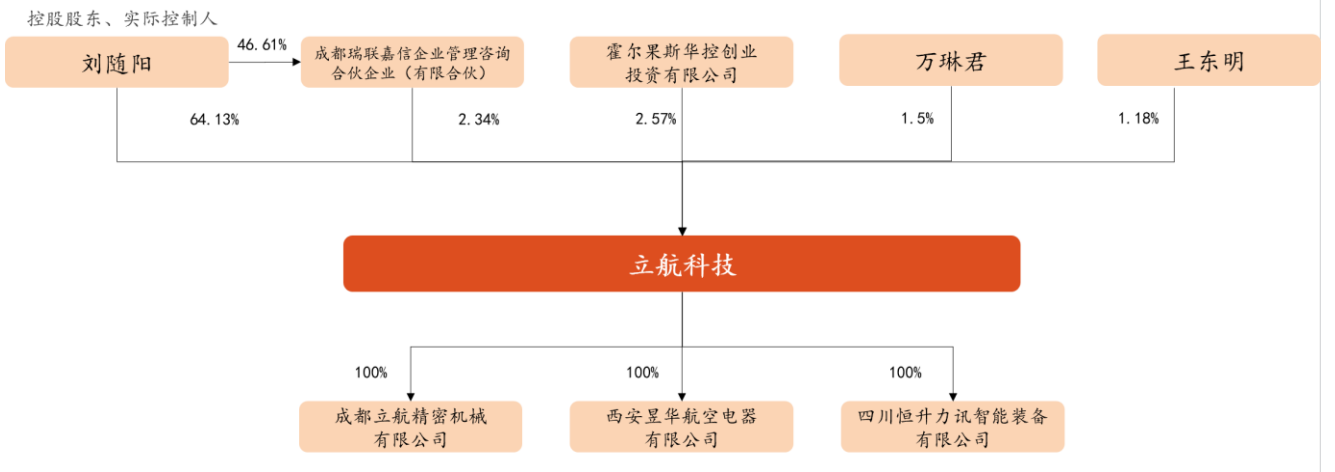 控股股东、实际控制人
刘随阳
46.61%
成都瑞联嘉信企业管理咨询
合伙企业（有限合伙）
霍尔果斯华控创业
投资有限公司
万琳君
王东明
64.13%
2.34%
2.57%
1.5%
1.18%
立航科技
100%
100%
100%
成都立航精密机械
有限公司
西安昱华航空电器
有限公司
四川恒升力讯智能装备
有限公司